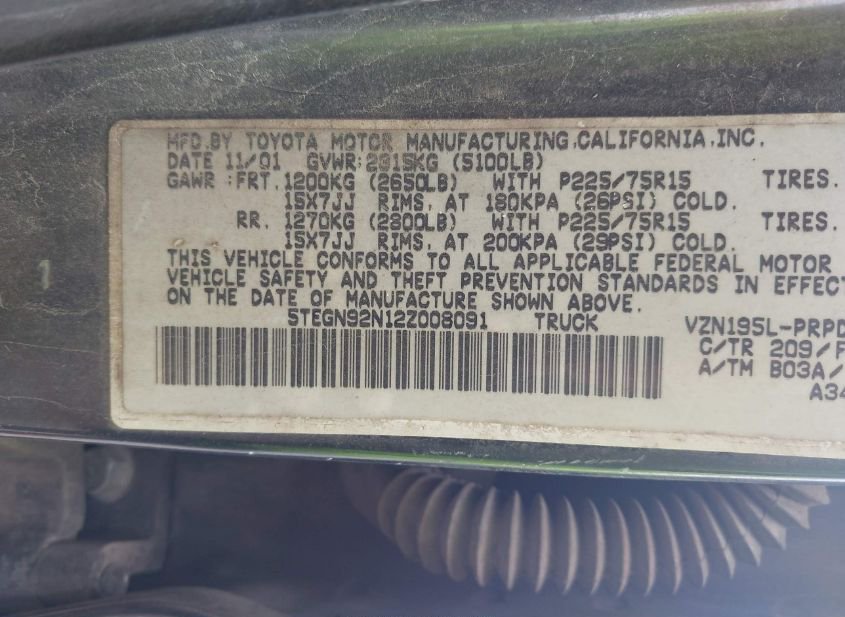 MFD.BY TOYOTA MOTOR MANUFACTURING.CALIFORNIA.INC.
DATE 11/01 GVWR:2315KG (5100LB)
GAWR :FRT.1200KG (2650LB) WITH P225/75R15 TIRES.
15X7JJ RIMS, AT 180KPA (26PSI) COLD.
RR. 1270KG (2800LB) WITH P225/75R15 TIRES.
15X7JJ RIMS, AT 200KPA (29PSI) COLD.
THIS VEHICLE CONFORMS TO ALL APPLICABLE FEDERAL MOTOR
VEHICLE SAFETY AND THEFT PREVENTION STANDARDS IN EFFECT
ON THE DATE OF MANUFACTURE SHOWN ABOVE.
5TEGN92N12Z008091 TRUCK VZN195L-PRPD
C/TR 209/F
A/TM B03A/
A34
1